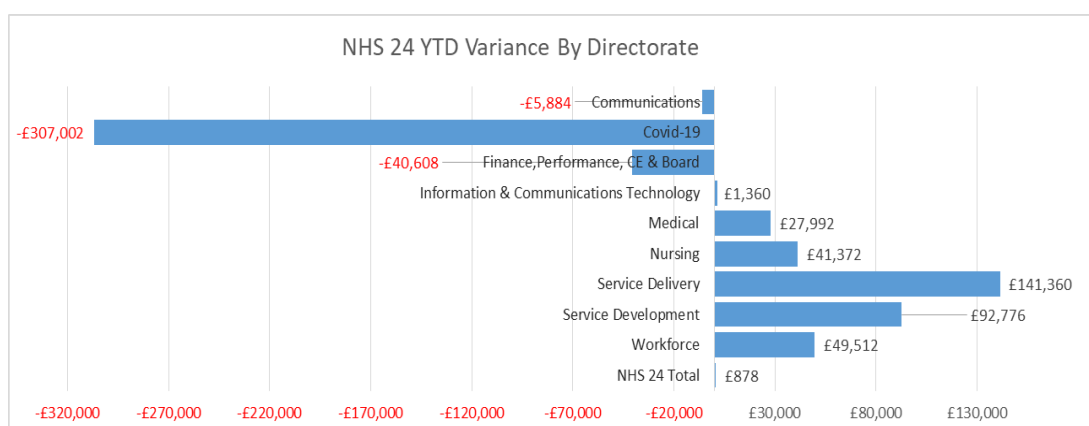 NHS 24 YTD Variance By Directorate
-£5,884 Communications
-£307,002 Covid-19
-£40,608 Finance,Performance, CE & Board
Information & Communications Technology £1,360
Medical £27,992
Nursing £41,372
Service Delivery £141,360
Service Development £92,776
Workforce £49,512
NHS 24 Total £878
-£320,000 -£270,000 -£220,000 -£170,000 -£120,000 -£70,000 -£20,000 £30,000 £80,000 £130,000